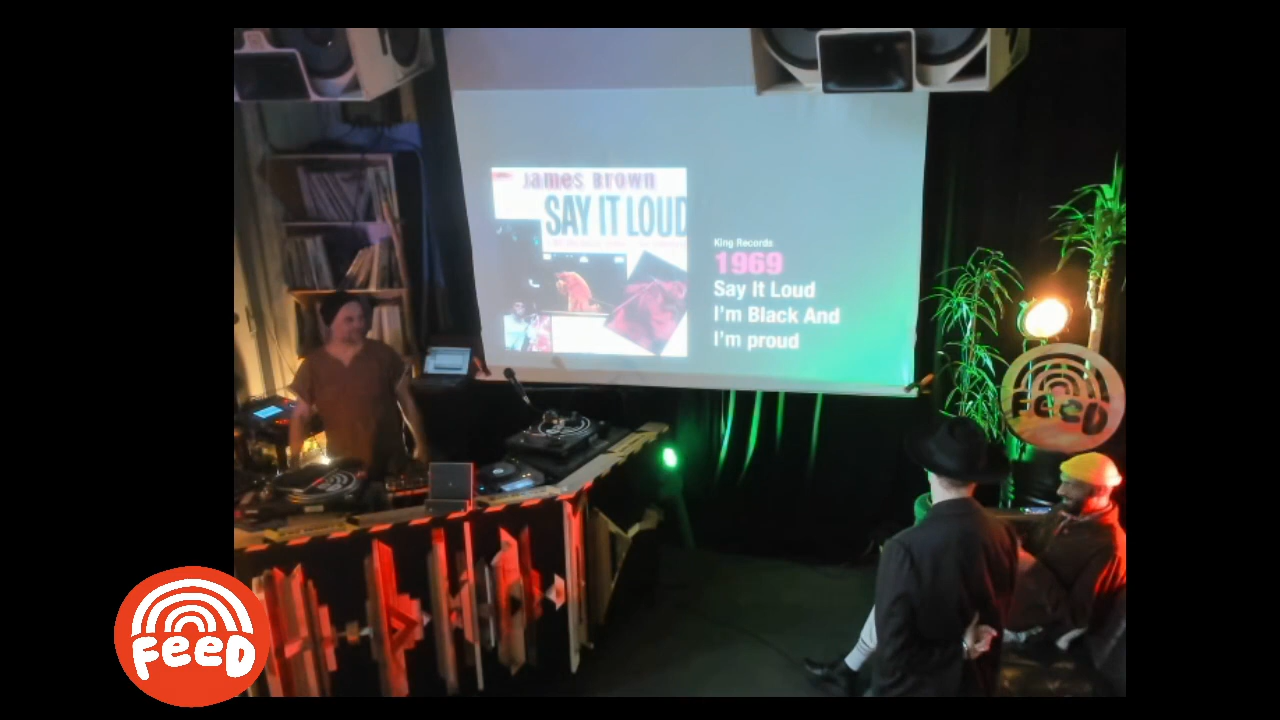 James Brown
SAY IT LOUD
King Records
1969
Say It Loud
I'm Black And
I'm proud
FEED
FEED